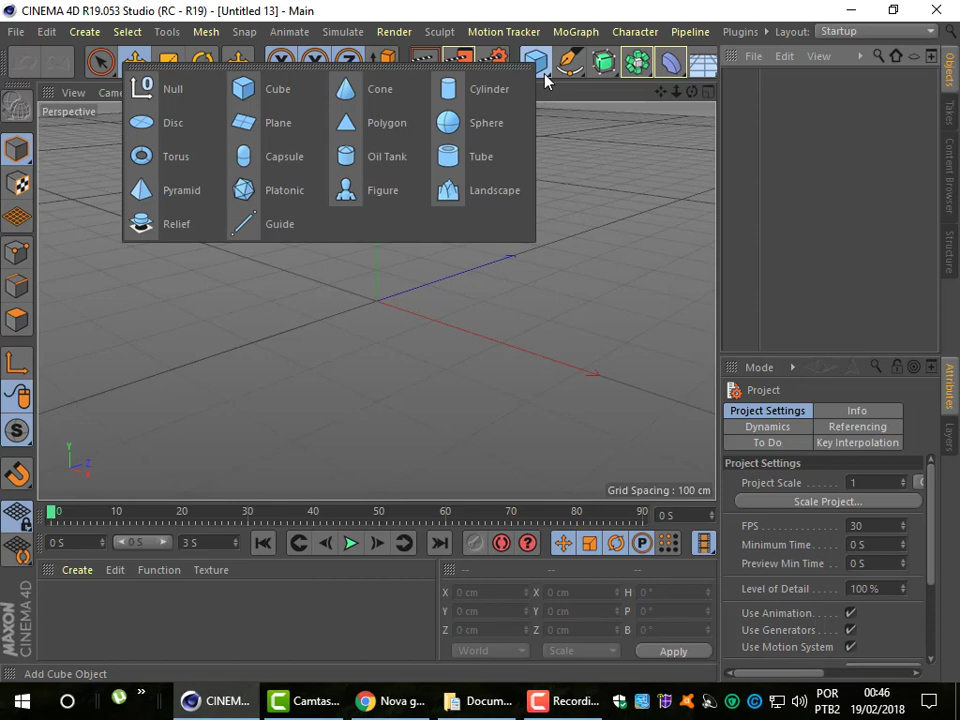 CINEMA 4D R19.053 Studio (RC - R19) - [Untitled 13] - Main
File Edit Create Select Tools Mesh Snap Animate Simulate Render Sculpt Motion Tracker MoGraph Character Pipeline Plugins Layout: Startup
File Edit View
View Came
Null Cube Cone Cylinder
Disc Plane Polygon Sphere
Torus Capsule Oil Tank Tube
Pyramid Platonic Figure Landscape
Relief Guide
Perspective
Y
Z
X
Grid Spacing : 100 cm
Objects
Takes
Content Browser
Structure
Mode
Attributes
Layers
Project
Project Settings Info
Dynamics Referencing
To Do Key Interpolation
Project Settings
Project Scale 1
Scale Project...
FPS 30
Minimum Time 0 S
Preview Min Time 0 S
Level of Detail 100 %
Use Animation
Use Generators
Use Motion System
0 10 20 30 40 50 60 70 80 90 0 S
0 S 0 S 3 S
Create Edit Function Texture
-- -- --
X 0 cm X 0 cm H 0 °
Y 0 cm Y 0 cm P 0 °
Z 0 cm Z 0 cm B 0 °
World Scale Apply
MAXON
CINEMA 4D
Add Cube Object
CINEM... Camtas... Nova g... Docum... Recordi...
POR
PTB2
00:46
19/02/2018